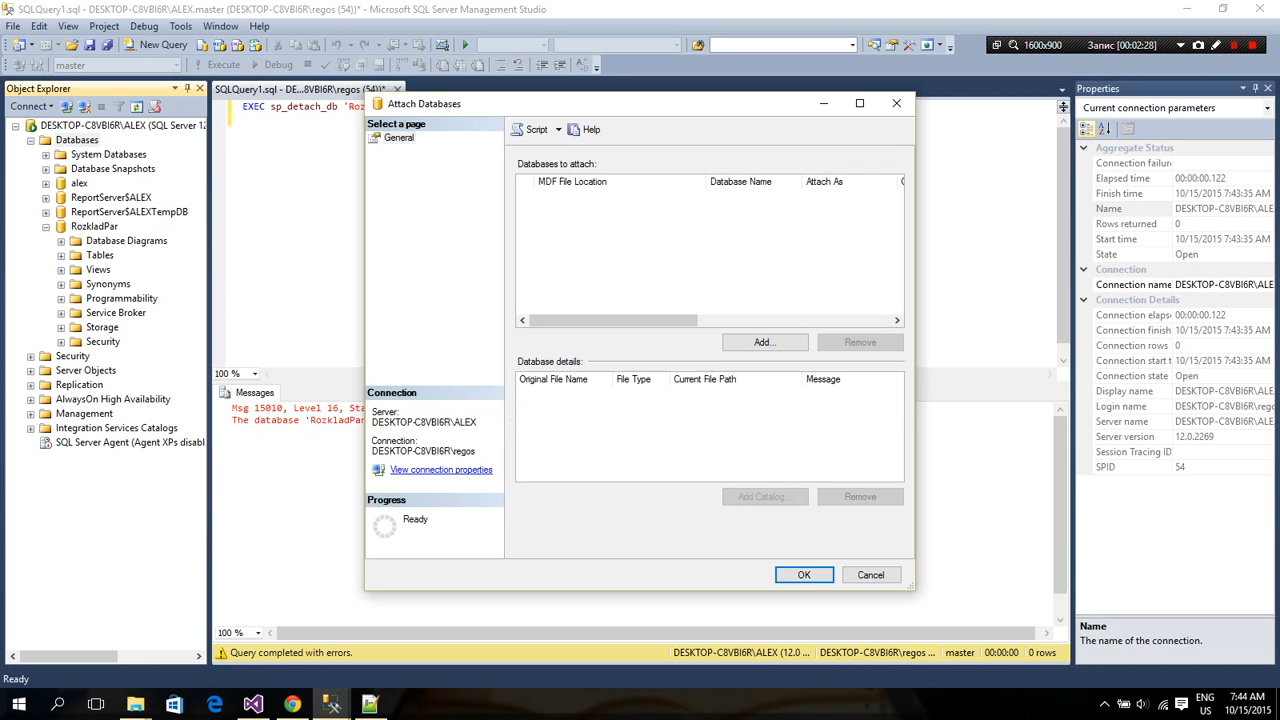 SQLQuery1.sql - DESKTOP-C8VBI6R\ALEX.master (DESKTOP-C8VBI6R\regos (54))* - Microsoft SQL Server Management Studio
File Edit View Project Debug Tools Window Help
New Query
1600x900 Запис [00:02:28]
master Execute Debug
Object Explorer
Connect
DESKTOP-C8VBI6R\ALEX (SQL Server 12
Databases
System Databases
Database Snapshots
alex
ReportServer$ALEX
ReportServer$ALEXTempDB
RozkladPar
Database Diagrams
Tables
Views
Synonyms
Programmability
Service Broker
Storage
Security
Security
Server Objects
Replication
AlwaysOn High Availability
Management
Integration Services Catalogs
SQL Server Agent (Agent XPs disabl
SQLQuery1.sql - DE...8VBI6R\regos (54))*
EXEC sp_detach_db 'Roz
100 %
Messages
Msg 15010, Level 16, Sta
The database 'RozkladPar
100 %
Query completed with errors. DESKTOP-C8VBI6R\ALEX (12.0 ... DESKTOP-C8VBI6R\regos ... master 00:00:00 0 rows
Attach Databases
Select a page
General
Script Help
Databases to attach:
MDF File Location Database Name Attach As
Add... Remove
Database details:
Original File Name File Type Current File Path Message
Add Catalog... Remove
Connection
Server:
DESKTOP-C8VBI6R\ALEX
Connection:
DESKTOP-C8VBI6R\regos
View connection properties
Progress
Ready
OK Cancel
Properties
Current connection parameters
Aggregate Status
Connection failure
Elapsed time 00:00:00.122
Finish time 10/15/2015 7:43:35 AM
Name DESKTOP-C8VBI6R\ALE
Rows returned 0
Start time 10/15/2015 7:43:35 AM
State Open
Connection
Connection name DESKTOP-C8VBI6R\ALE
Connection Details
Connection elapse 00:00:00.122
Connection finish 10/15/2015 7:43:35 AM
Connection rows 0
Connection start t 10/15/2015 7:43:35 AM
Connection state Open
Display name DESKTOP-C8VBI6R\ALE
Login name DESKTOP-C8VBI6R\rego
Server name DESKTOP-C8VBI6R\ALE
Server version 12.0.2269
Session Tracing ID
SPID 54
Name
The name of the connection.
Ready
ENG 7:44 AM
US 10/15/2015